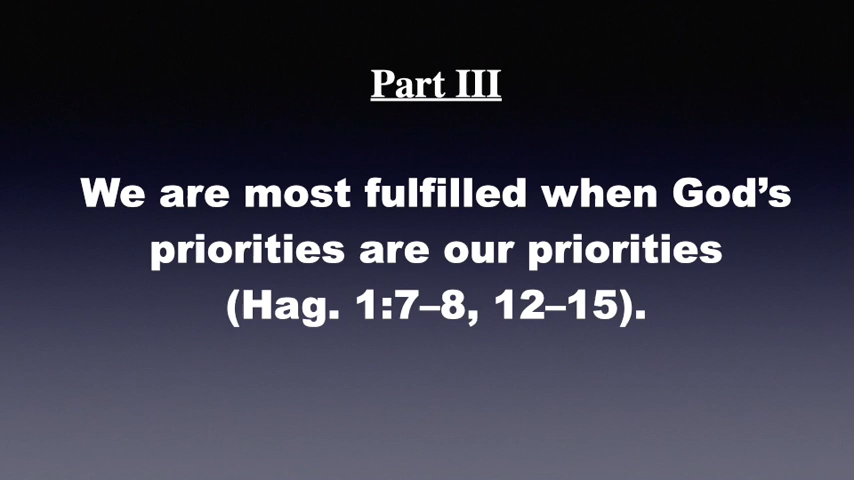 Part III
We are most fulfilled when God’s
priorities are our priorities
(Hag. 1:7–8, 12–15).